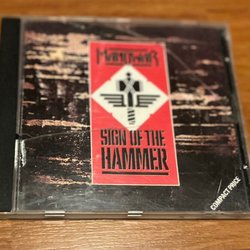 MANOWAR
SIGN OF THE
HAMMER
COMPACT PRICE